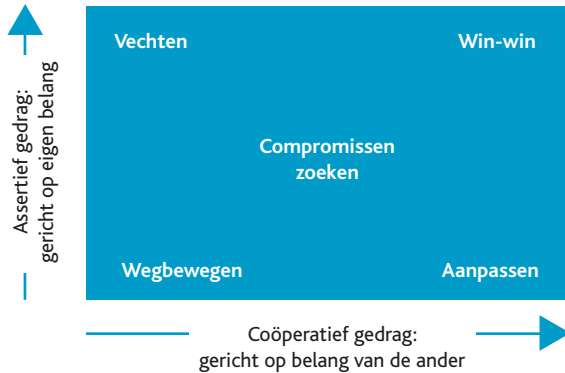 Assertief gedrag:
gericht op eigen belang
Vechten
Win-win
Compromissen
zoeken
Wegbewegen
Aanpassen
Coöperatief gedrag:
gericht op belang van de ander